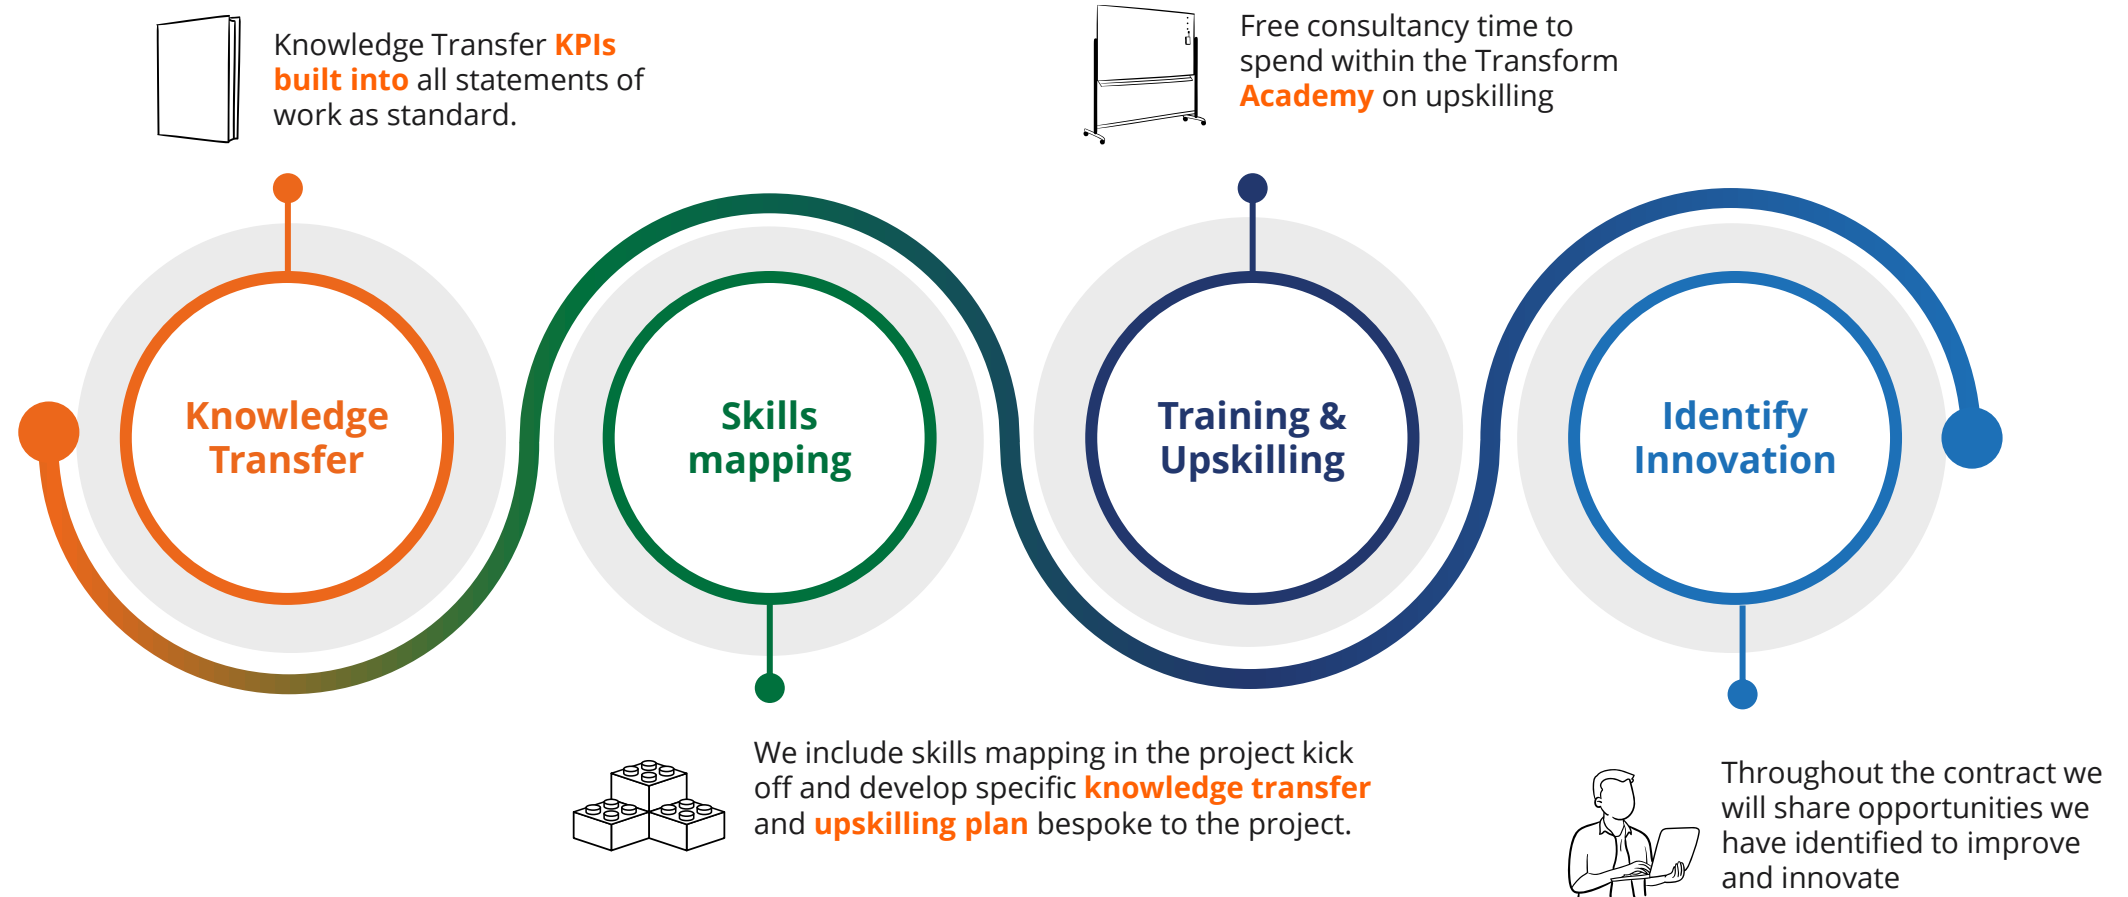 Knowledge Transfer KPIs
built into all statements of
work as standard.
Free consultancy time to
spend within the Transform
Academy on upskilling
Knowledge
Transfer
Skills
mapping
Training &
Upskilling
Identify
Innovation
We include skills mapping in the project kick
off and develop specific knowledge transfer
and upskilling plan bespoke to the project.
Throughout the contract we
will share opportunities we
have identified to improve
and innovate